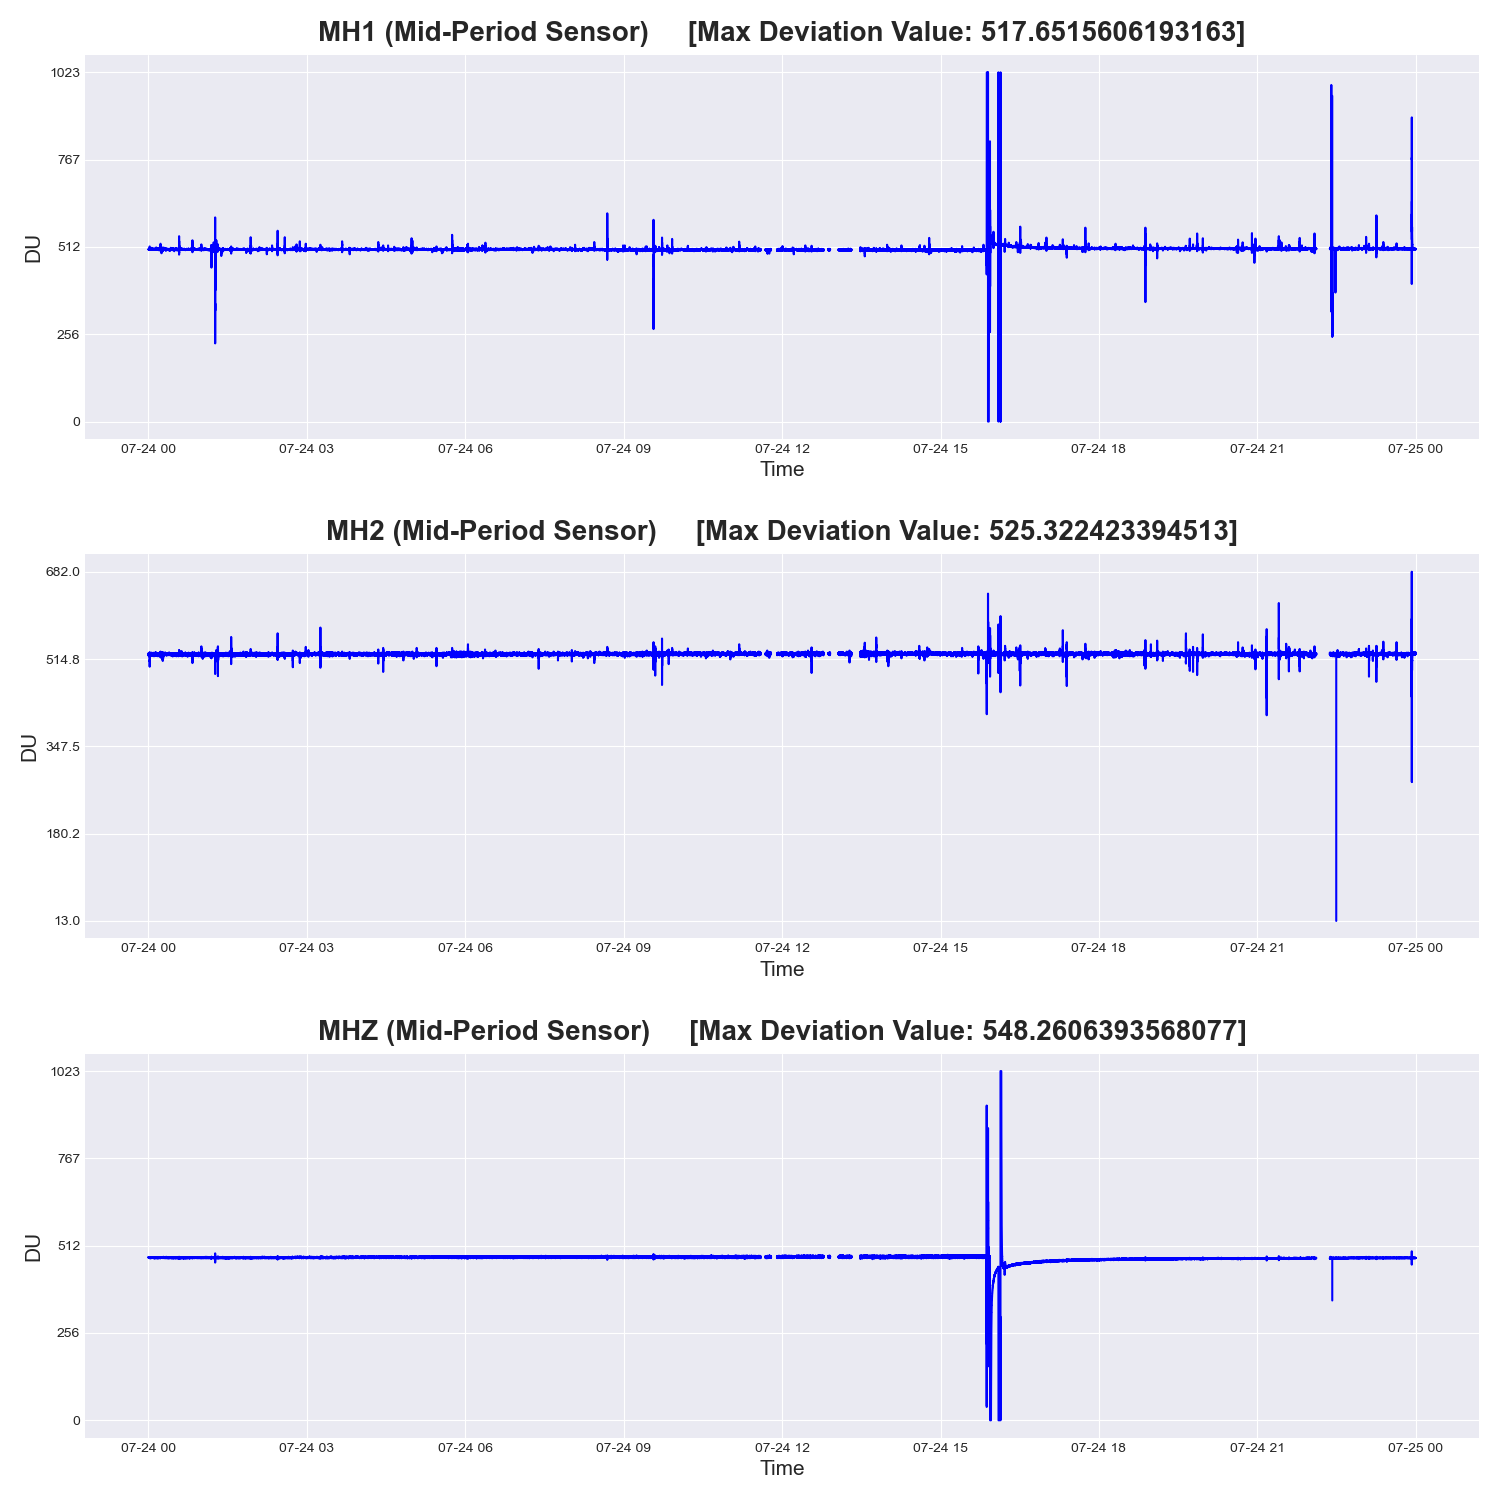 MH1 (Mid-Period Sensor) [Max Deviation Value: 517.6515606193163]
1023
767
512
256
0
DU
07-24 00 07-24 03 07-24 06 07-24 09 07-24 12 07-24 15 07-24 18 07-24 21 07-25 00
Time
MH2 (Mid-Period Sensor) [Max Deviation Value: 525.322423394513]
682.0
514.8
347.5
180.2
13.0
DU
07-24 00 07-24 03 07-24 06 07-24 09 07-24 12 07-24 15 07-24 18 07-24 21 07-25 00
Time
MHZ (Mid-Period Sensor) [Max Deviation Value: 548.2606393568077]
1023
767
512
256
0
DU
07-24 00 07-24 03 07-24 06 07-24 09 07-24 12 07-24 15 07-24 18 07-24 21 07-25 00
Time